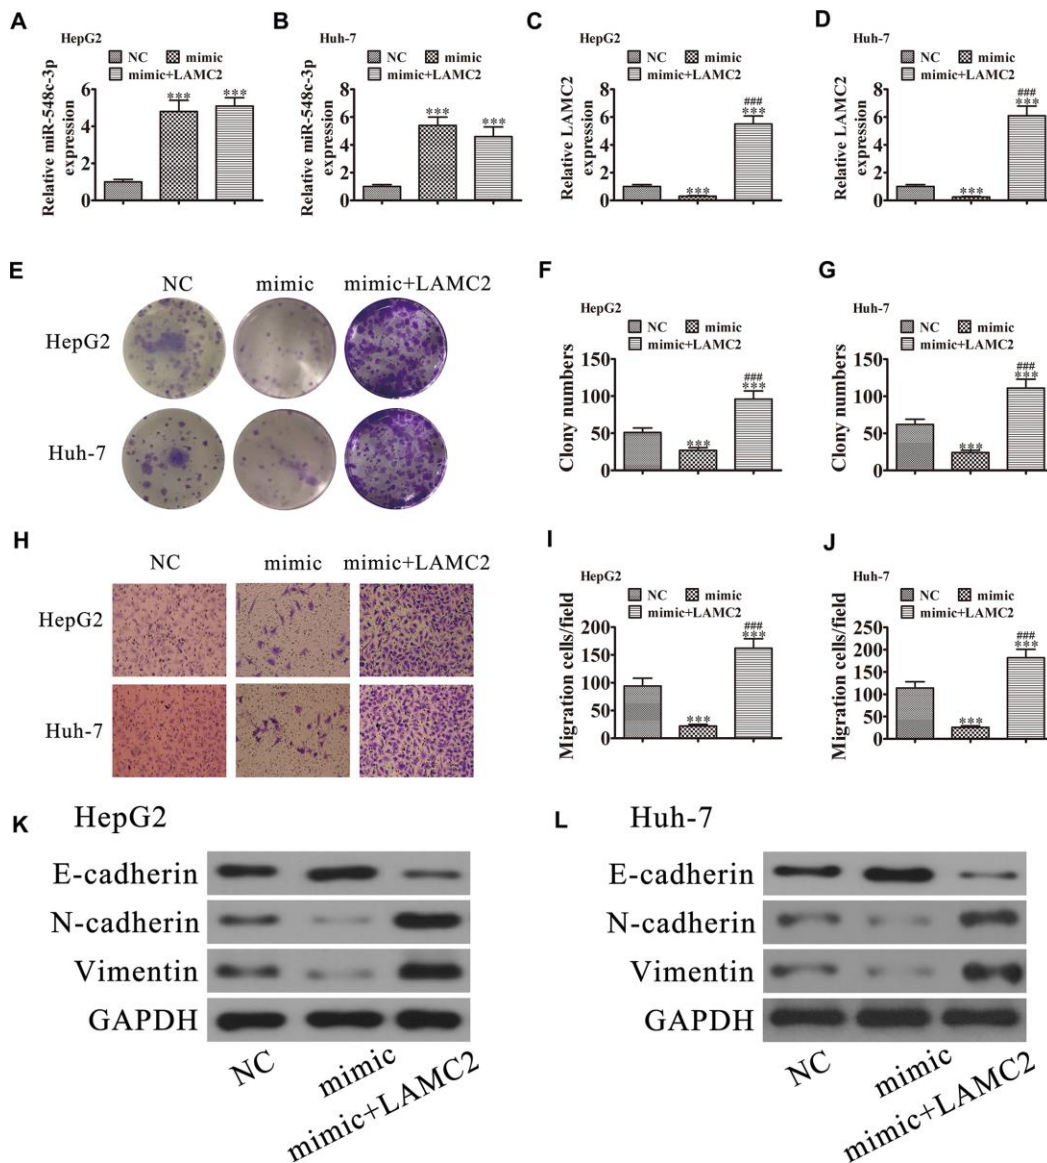 A
HepG2
NC mimic
mimic+LAMC2
Relative miR-548c-3p
expression
6
4
2
0
***
***
B
Huh-7
NC mimic
mimic+LAMC2
Relative miR-548c-3p
expression
8
6
4
2
0
***
***
C
HepG2
NC mimic
mimic+LAMC2
Relative LAMC2
expression
8
6
4
2
0
***
###
***
D
Huh-7
NC mimic
mimic+LAMC2
Relative LAMC2
expression
8
6
4
2
0
***
###
***
E
NC mimic mimic+LAMC2
HepG2
Huh-7
F
HepG2
NC mimic
mimic+LAMC2
Clony numbers
150
100
50
0
***
###
***
G
Huh-7
NC mimic
mimic+LAMC2
Clony numbers
150
100
50
0
***
###
***
H
NC mimic mimic+LAMC2
HepG2
Huh-7
I
HepG2
NC mimic
mimic+LAMC2
Migration cells/field
200
150
100
50
0
***
###
***
J
Huh-7
NC mimic
mimic+LAMC2
Migration cells/field
250
200
150
100
50
0
***
###
***
K HepG2
E-cadherin
N-cadherin
Vimentin
GAPDH
NC
mimic
mimic+LAMC2
L Huh-7
E-cadherin
N-cadherin
Vimentin
GAPDH
NC
mimic
mimic+LAMC2